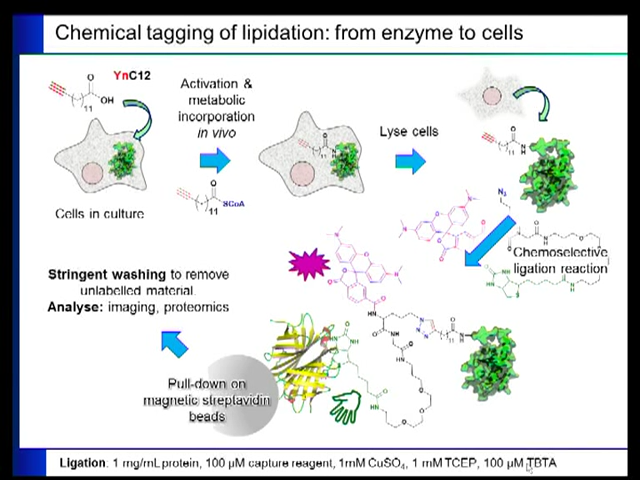 Chemical tagging of lipidation: from enzyme to cells
YnC12
O
OH
11
Cells in culture
Activation &
metabolic
incorporation
in vivo
O
SCoA
11
Lyse cells
N3
Chemoselective
ligation reaction
Stringent washing to remove
unlabelled material
Analyse: imaging, proteomics
Pull-down on
magnetic streptavidin
beads
Ligation: 1 mg/mL protein, 100 µM capture reagent, 1mM CuSO4, 1 mM TCEP, 100 µM TBTA